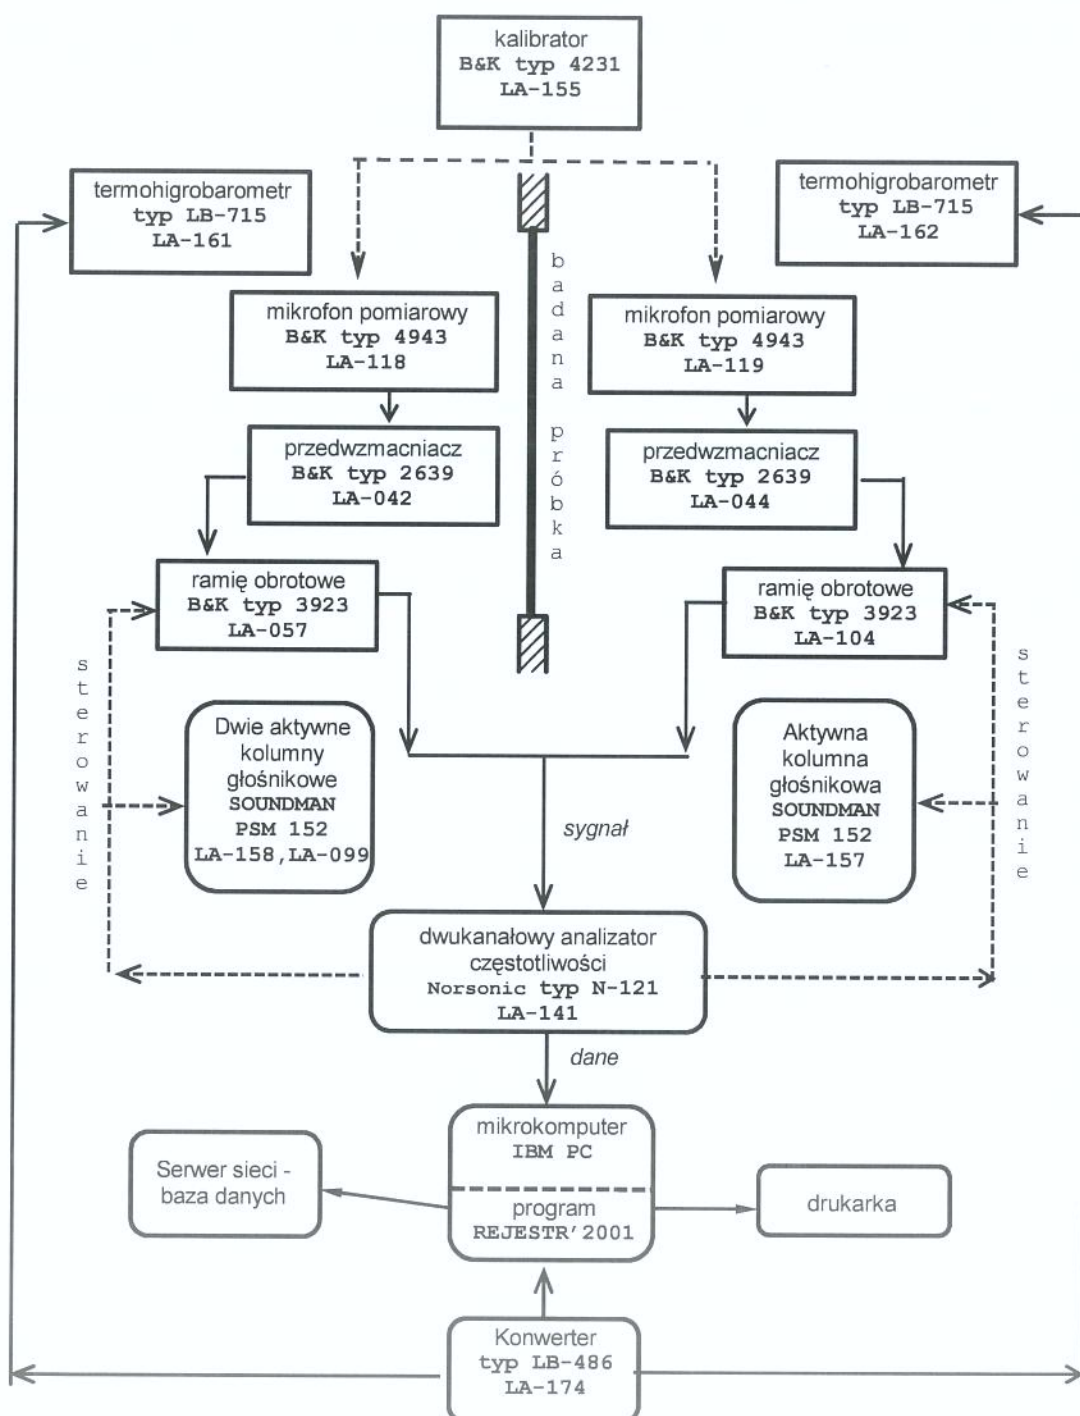 kalibrator
B&K typ 4231
LA-155
termohigrobarometr
typ LB-715
LA-161
termohigrobarometr
typ LB-715
LA-162
badana próbka
mikrofon pomiarowy
B&K typ 4943
LA-118
mikrofon pomiarowy
B&K typ 4943
LA-119
przedwzmacniacz
B&K typ 2639
LA-042
przedwzmacniacz
B&K typ 2639
LA-044
ramię obrotowe
B&K typ 3923
LA-057
ramię obrotowe
B&K typ 3923
LA-104
sterowanie
Dwie aktywne
kolumny
głośnikowe
SOUNDMAN
PSM 152
LA-158,LA-099
Aktywna
kolumna
głośnikowa
SOUNDMAN
PSM 152
LA-157
sterowanie
sygnał
dwukanałowy analizator
częstotliwości
Norsonic typ N-121
LA-141
dane
mikrokomputer
IBM PC
program
REJESTR'2001
Serwer sieci -
baza danych
drukarka
Konwerter
typ LB-486
LA-174